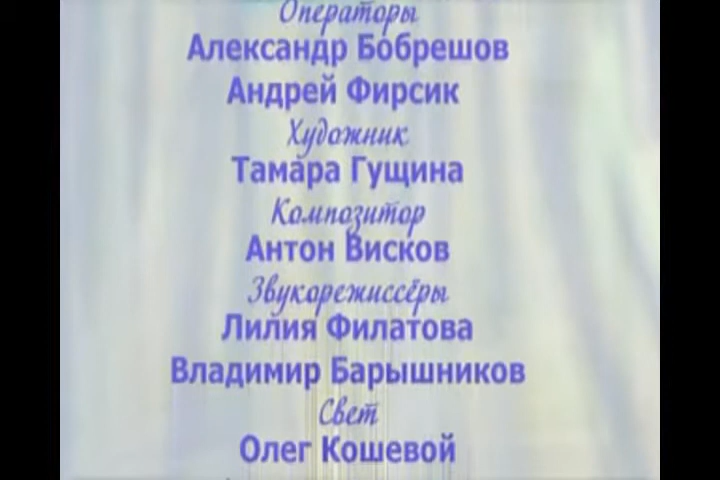 Операторы
Александр Бобрешов
Андрей Фирсик
Художник
Тамара Гущина
Композитор
Антон Висков
Звукорежиссёры
Лилия Филатова
Владимир Барышников
Свет
Олег Кошевой